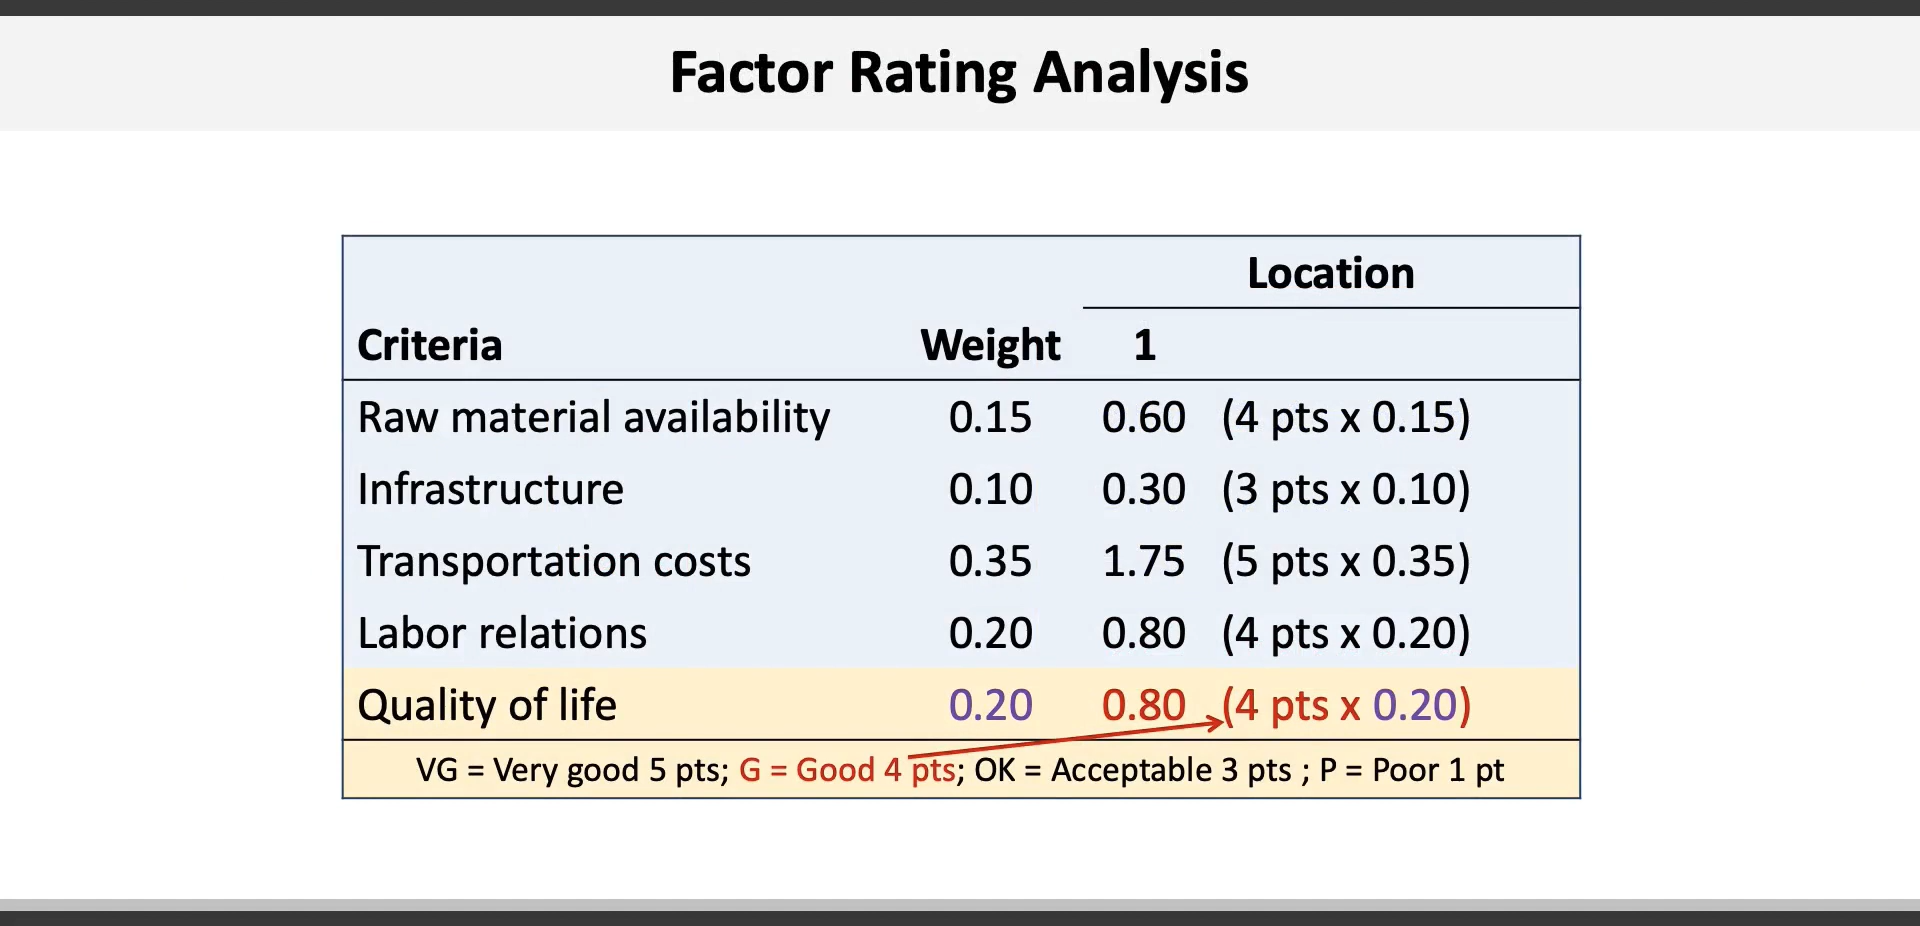 Factor Rating Analysis
Location
Criteria Weight 1
Raw material availability 0.15 0.60 (4 pts x 0.15)
Infrastructure 0.10 0.30 (3 pts x 0.10)
Transportation costs 0.35 1.75 (5 pts x 0.35)
Labor relations 0.20 0.80 (4 pts x 0.20)
Quality of life 0.20 0.80 (4 pts x 0.20)
VG = Very good 5 pts; G = Good 4 pts; OK = Acceptable 3 pts ; P = Poor 1 pt